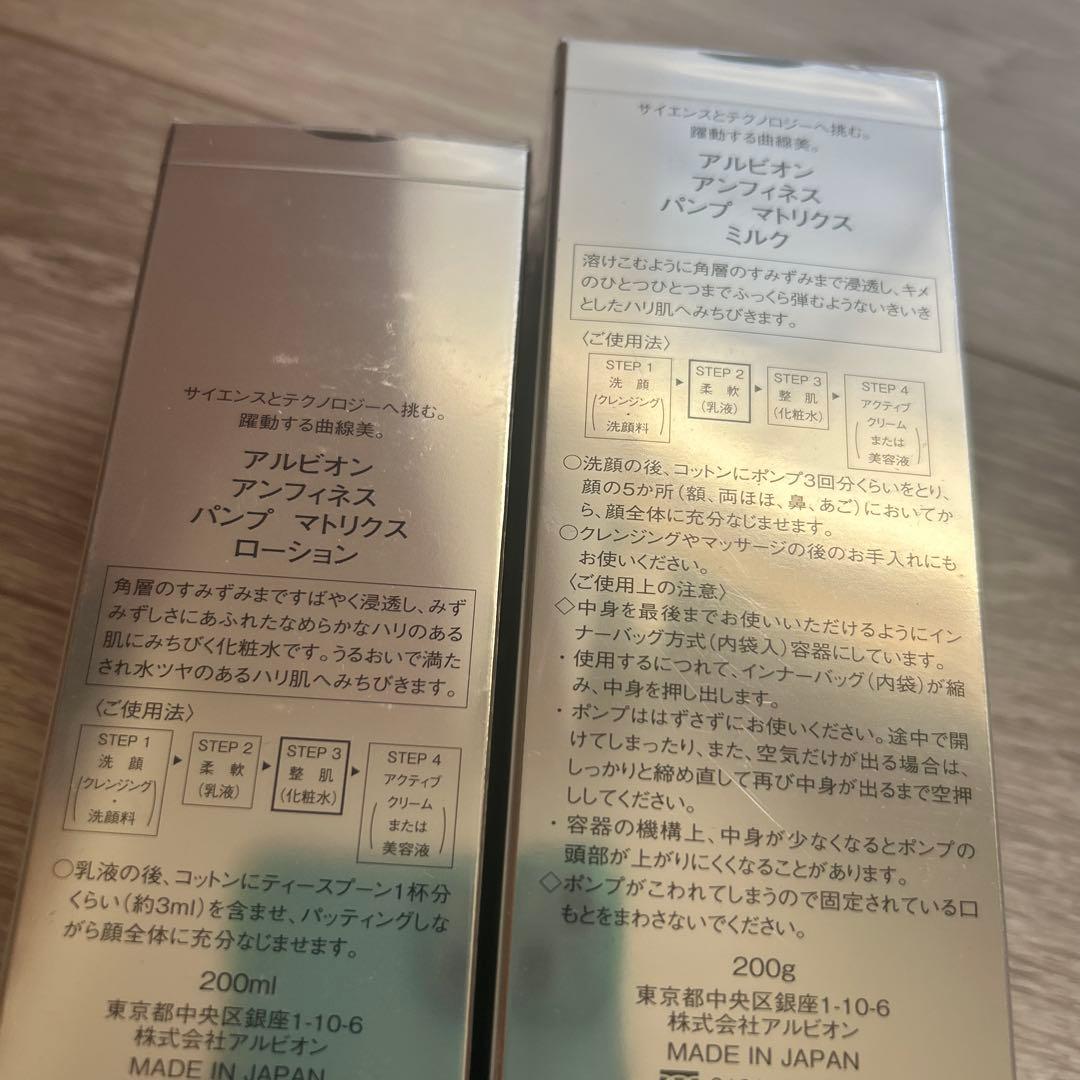 サイエンスとテクノロジーへ挑む。
躍動する曲線美。
アルビオン
アンフィネス
パンプ マトリクス
ローション
角層のすみずみまですばやく浸透し、みず
みずしさにあふれたなめらかなハリのある
肌にみちびく化粧水です。うるおいで満た
され水ツヤのあるハリ肌へみちびきます。
〈ご使用法〉
STEP 1
洗 顔
(クレンジング
・
洗顔料)
▶
STEP 2
柔 軟
(乳液)
▶
STEP 3
整 肌
(化粧水)
▶
STEP 4
アクティブ
(クリーム
または
美容液)
○乳液の後、コットンにティースプーン1杯分
くらい(約3ml)を含ませ、パッティングしな
がら顔全体に充分なじませます。
200ml
東京都中央区銀座1-10-6
株式会社アルビオン
MADE IN JAPAN
サイエンスとテクノロジーへ挑む。
躍動する曲線美。
アルビオン
アンフィネス
パンプ マトリクス
ミルク
溶けこむように角層のすみずみまで浸透し、キメ
のひとつひとつまでふっくら弾むようないきいき
としたハリ肌へみちびきます。
〈ご使用法〉
STEP 1
洗 顔
(クレンジング
・
洗顔料)
▶
STEP 2
柔 軟
(乳液)
▶
STEP 3
整 肌
(化粧水)
▶
STEP 4
アクティブ
(クリーム
または
美容液)
○洗顔の後、コットンにポンプ3回分くらいをとり、
顔の5か所(額、両ほほ、鼻、あご)においてか
ら、顔全体に充分なじませます。
○クレンジングやマッサージの後のお手入れにも
お使いください。
〈ご使用上の注意〉
◇中身を最後までお使いいただけるようにイン
ナーバッグ方式(内袋入)容器にしています。
・使用するにつれて、インナーバッグ(内袋)が縮
み、中身を押し出します。
・ポンプははずさずにお使いください。途中で開
けてしまったり、また、空気だけが出る場合は、
しっかりと締め直して再び中身が出るまで空押
ししてください。
・容器の機構上、中身が少なくなるとポンプの
頭部が上がりにくくなることがあります。
◇ポンプがこわれてしまうので固定されている口
もとをまわさないでください。
200g
東京都中央区銀座1-10-6
株式会社アルビオン
MADE IN JAPAN